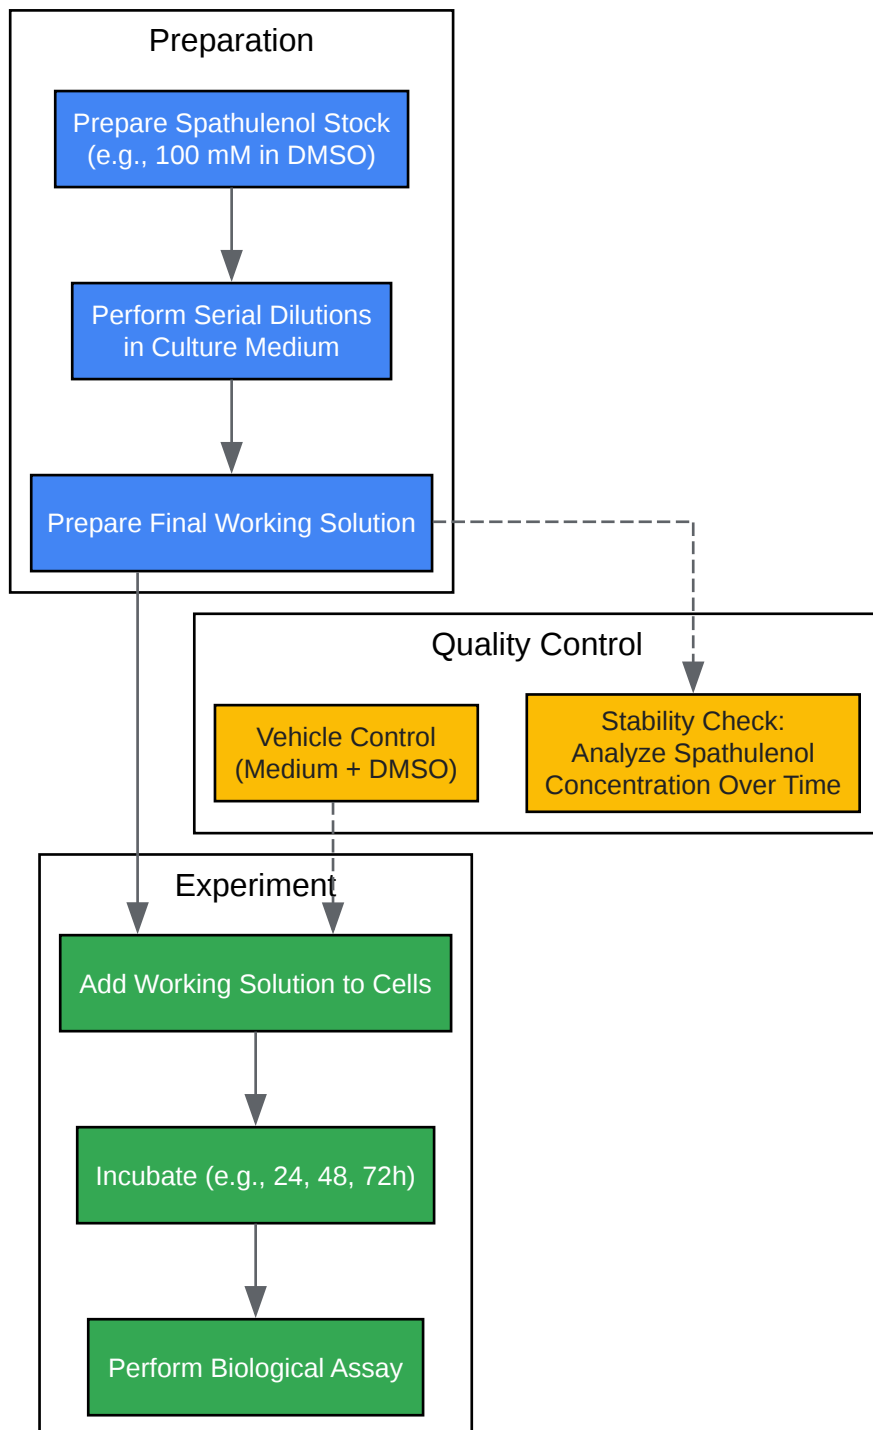 Preparation
Prepare Spathulenol Stock
(e.g., 100 mM in DMSO)
Perform Serial Dilutions
in Culture Medium
Prepare Final Working Solution
Quality Control
Vehicle Control
(Medium + DMSO)
Stability Check:
Analyze Spathulenol
Concentration Over Time
Experiment
Add Working Solution to Cells
Incubate (e.g., 24, 48, 72h)
Perform Biological Assay